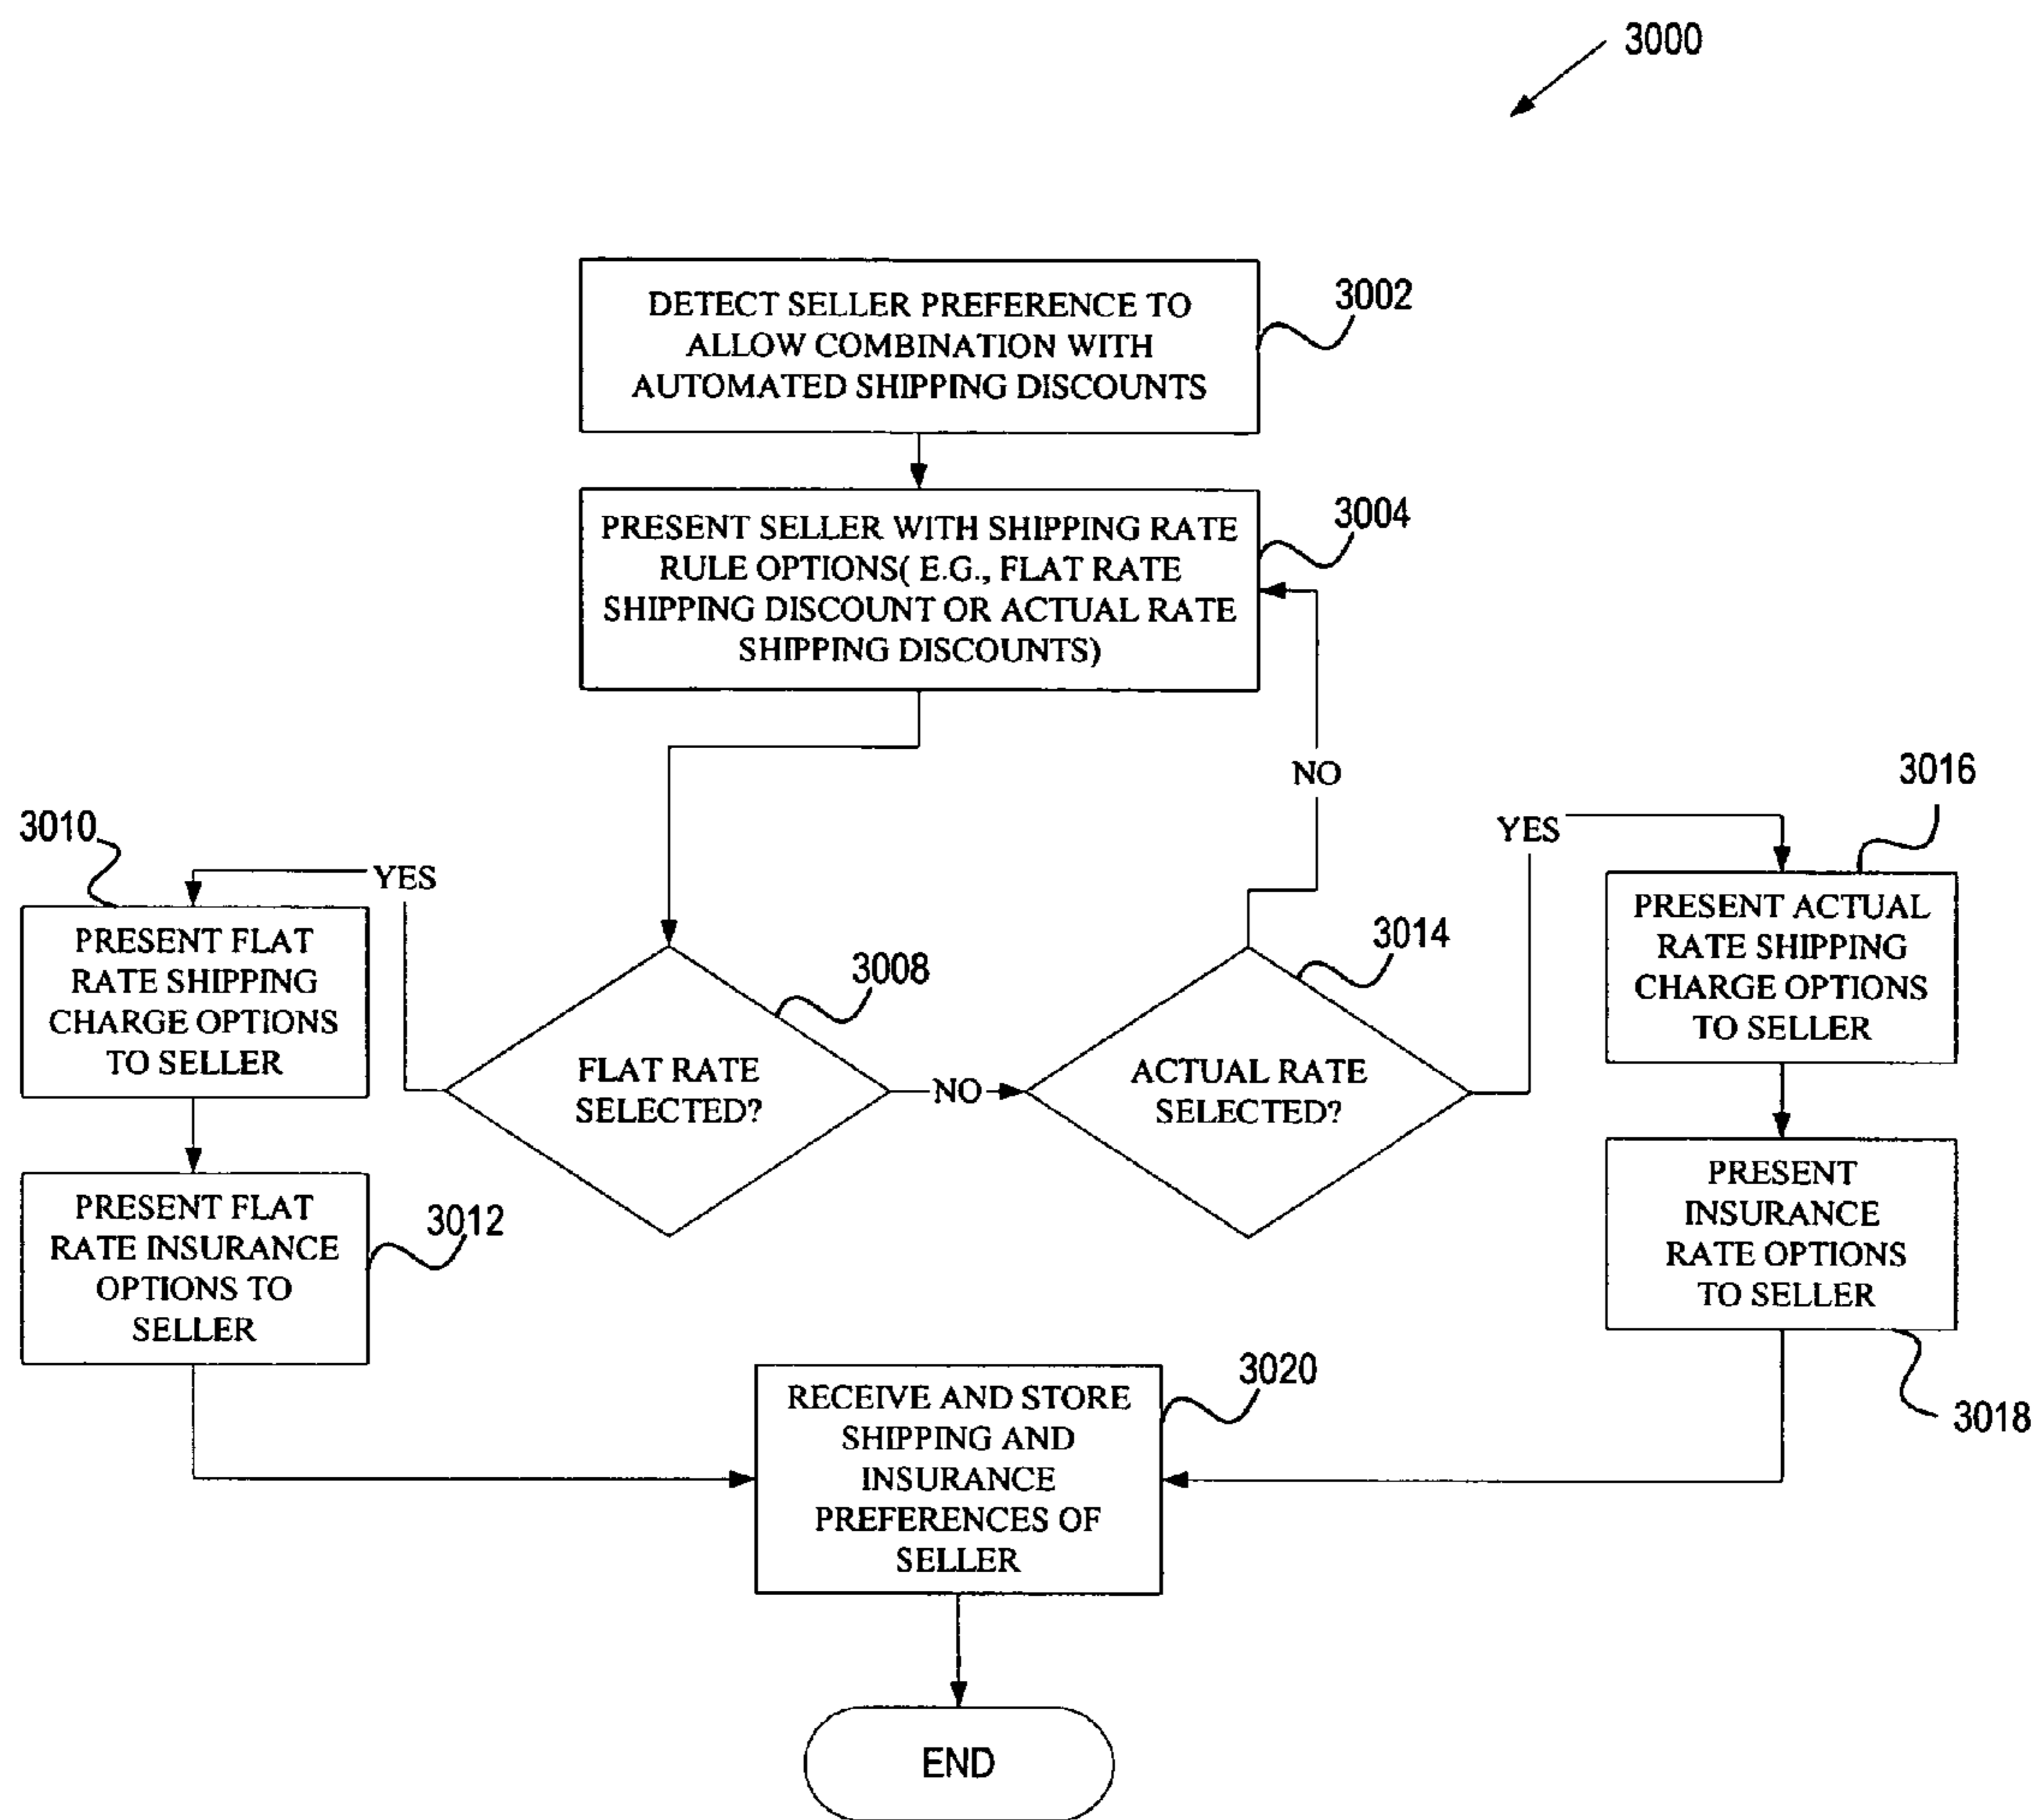 3000
DETECT SELLER PREFERENCE TO
ALLOW COMBINATION WITH
AUTOMATED SHIPPING DISCOUNTS
3002
PRESENT SELLER WITH SHIPPING RATE
RULE OPTIONS( E.G., FLAT RATE
SHIPPING DISCOUNT OR ACTUAL RATE
SHIPPING DISCOUNTS)
3004
NO
3010
YES
PRESENT FLAT
RATE SHIPPING
CHARGE OPTIONS
TO SELLER
3008
FLAT RATE
SELECTED?
NO
3014
ACTUAL RATE
SELECTED?
YES
3016
PRESENT ACTUAL
RATE SHIPPING
CHARGE OPTIONS
TO SELLER
PRESENT FLAT
RATE INSURANCE
OPTIONS TO
SELLER
3012
PRESENT
INSURANCE
RATE OPTIONS
TO SELLER
3018
RECEIVE AND STORE
SHIPPING AND
INSURANCE
PREFERENCES OF
SELLER
3020
END